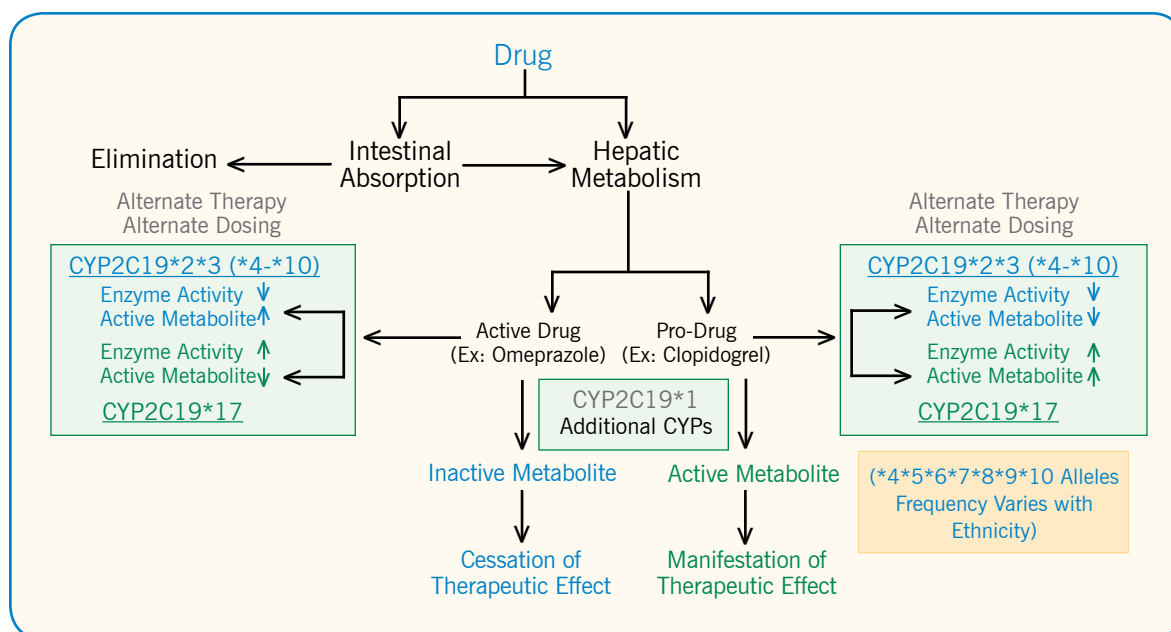 Drug
Elimination
Intestinal
Absorption
Hepatic
Metabolism
Alternate Therapy
Alternate Dosing
CYP2C19*2*3 (*4-*10)
Enzyme Activity ↓
Active Metabolite ↑
Enzyme Activity ↑
Active Metabolite ↓
CYP2C19*17
Active Drug
(Ex: Omeprazole)
Pro-Drug
(Ex: Clopidogrel)
Alternate Therapy
Alternate Dosing
CYP2C19*2*3 (*4-*10)
Enzyme Activity ↓
Active Metabolite ↓
Enzyme Activity ↑
Active Metabolite ↑
CYP2C19*17
CYP2C19*1
Additional CYPs
Inactive Metabolite
Active Metabolite
(*4*5*6*7*8*9*10 Alleles
Frequency Varies with
Ethnicity)
Cessation of
Therapeutic Effect
Manifestation of
Therapeutic Effect